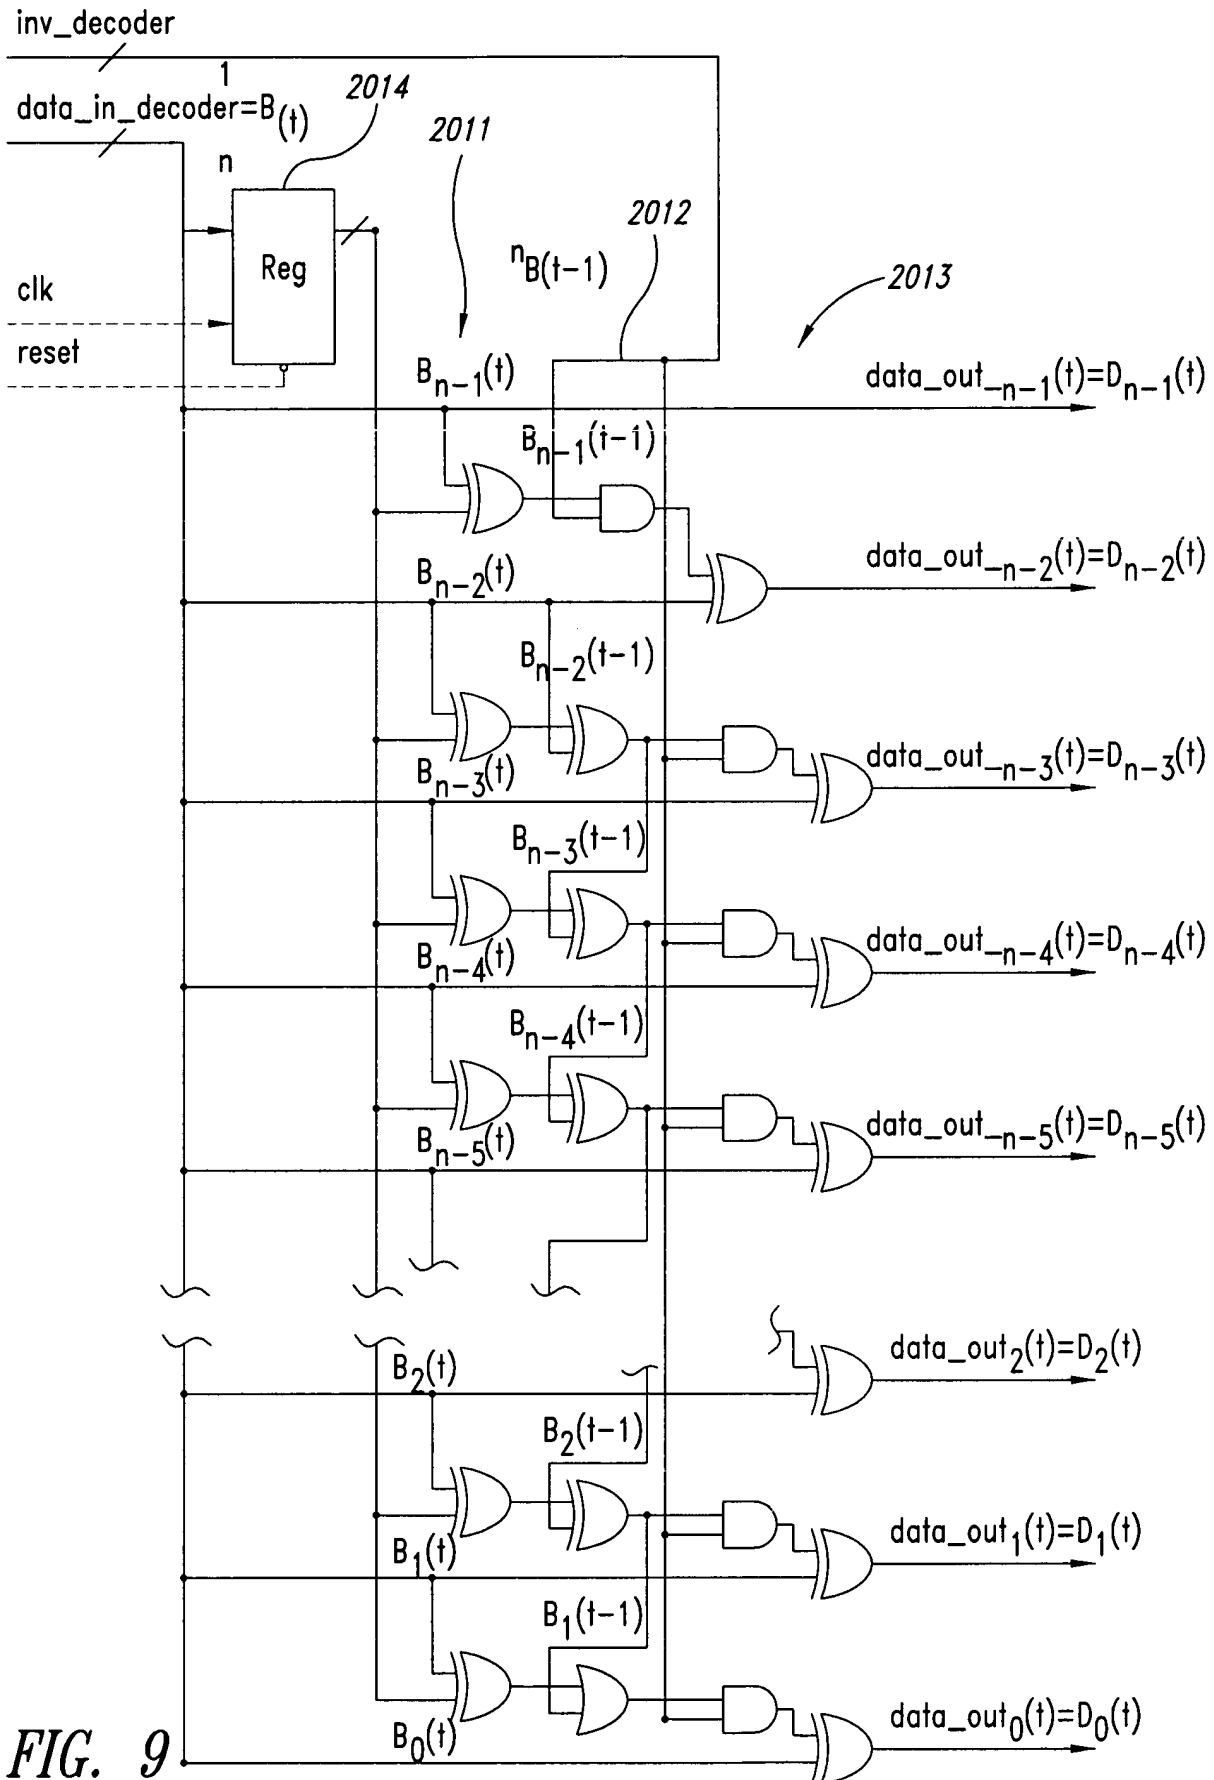 inv_decoder
1
data_in_decoder=B(t)
n
2014
2011
2012
Reg
nB(t-1)
2013
clk
reset
Bn-1(t)
data_out_n-1(t)=Dn-1(t)
Bn-1(t-1)
Bn-2(t)
data_out_n-2(t)=Dn-2(t)
Bn-2(t-1)
Bn-3(t)
data_out_n-3(t)=Dn-3(t)
Bn-3(t-1)
Bn-4(t)
data_out_n-4(t)=Dn-4(t)
Bn-4(t-1)
Bn-5(t)
data_out_n-5(t)=Dn-5(t)
B2(t)
data_out2(t)=D2(t)
B2(t-1)
B1(t)
data_out1(t)=D1(t)
B1(t-1)
B0(t)
data_out0(t)=D0(t)
FIG. 9